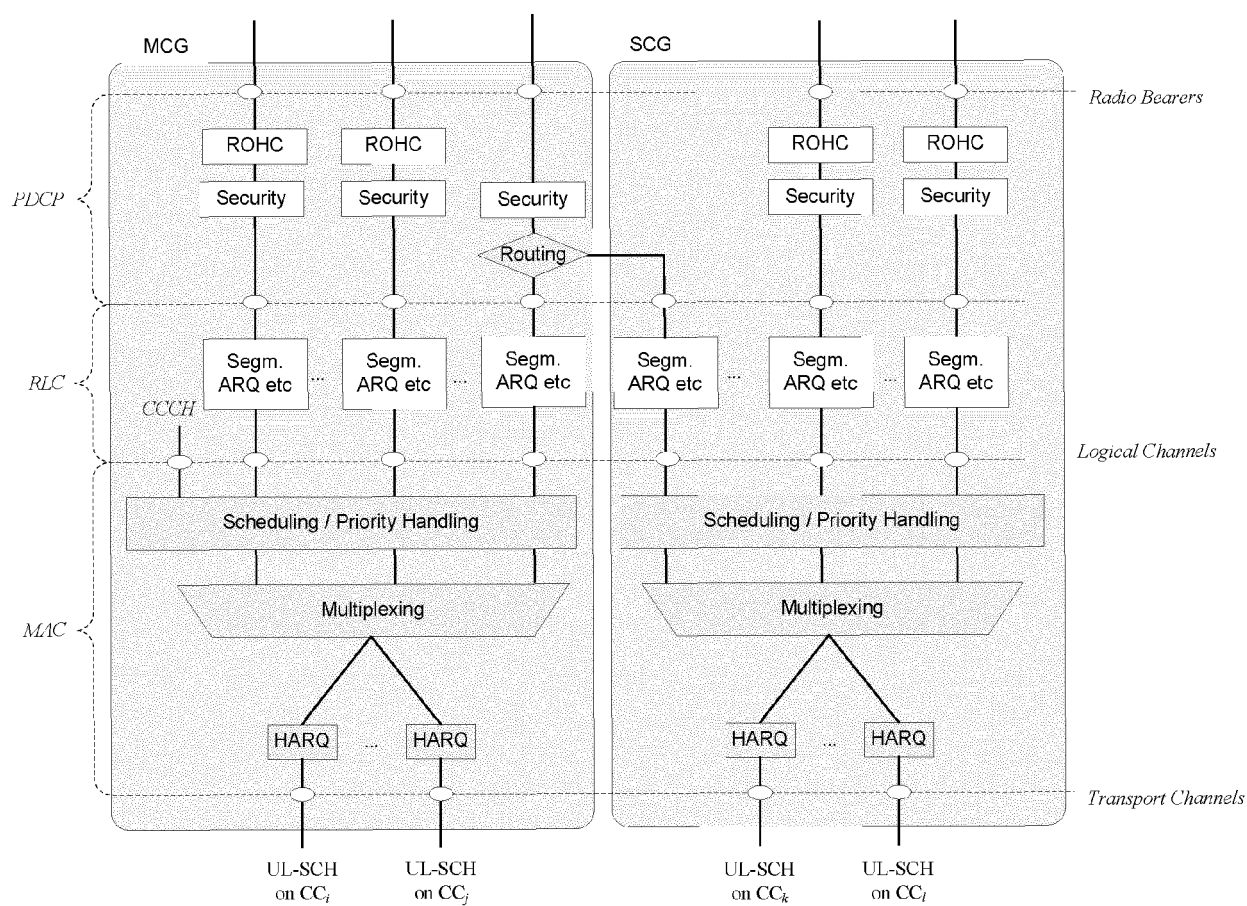 MCG
SCG
Radio Bearers
ROHC
ROHC
ROHC
ROHC
PDCP
Security
Security
Security
Security
Security
Routing
RLC
Segm.
ARQ etc
...
Segm.
ARQ etc
...
Segm.
ARQ etc
Segm.
ARQ etc
...
Segm.
ARQ etc
...
Segm.
ARQ etc
CCCH
Logical Channels
Scheduling / Priority Handling
Scheduling / Priority Handling
MAC
Multiplexing
Multiplexing
HARQ
...
HARQ
HARQ
...
HARQ
Transport Channels
UL-SCH
on CCi
UL-SCH
on CCj
UL-SCH
on CCk
UL-SCH
on CCl